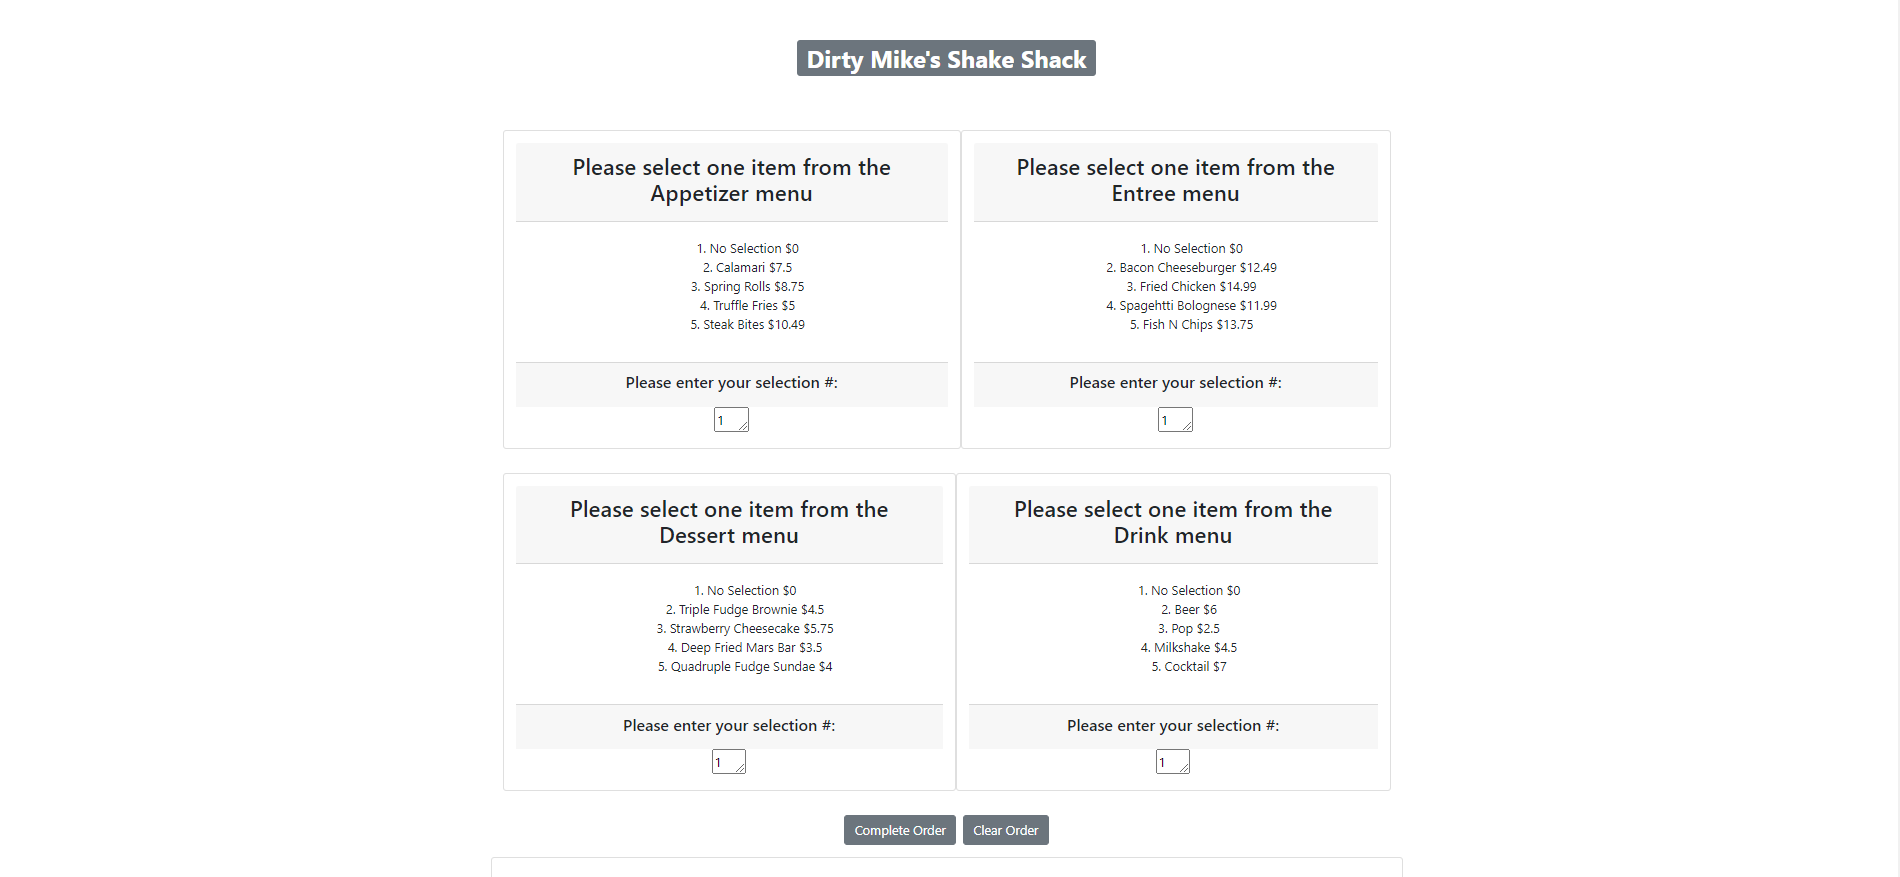 Dirty Mike's Shake Shack
Please select one item from the
Appetizer menu
1. No Selection $0
2. Calamari $7.5
3. Spring Rolls $8.75
4. Truffle Fries $5
5. Steak Bites $10.49
Please enter your selection #:
1
Please select one item from the
Entree menu
1. No Selection $0
2. Bacon Cheeseburger $12.49
3. Fried Chicken $14.99
4. Spagehtti Bolognese $11.99
5. Fish N Chips $13.75
Please enter your selection #:
1
Please select one item from the
Dessert menu
1. No Selection $0
2. Triple Fudge Brownie $4.5
3. Strawberry Cheesecake $5.75
4. Deep Fried Mars Bar $3.5
5. Quadruple Fudge Sundae $4
Please enter your selection #:
1
Please select one item from the
Drink menu
1. No Selection $0
2. Beer $6
3. Pop $2.5
4. Milkshake $4.5
5. Cocktail $7
Please enter your selection #:
1
Complete Order
Clear Order